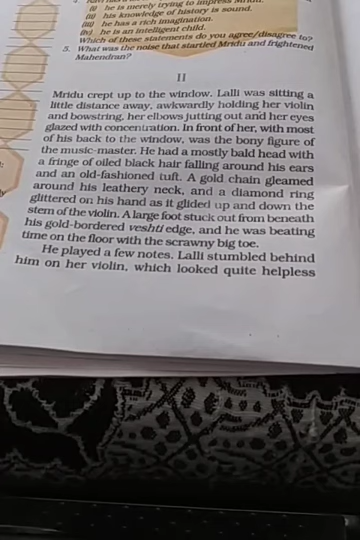 (i) he is merely trying to impress Mridu.
(ii) his knowledge of history is sound.
(iii) he has a rich imagination.
(iv) he is an intelligent child.
Which of these statements do you agree/disagree to?
5. What was the noise that startled Mridu and frightened
Mahendran?
II
Mridu crept up to the window. Lalli was sitting a
little distance away, awkwardly holding her violin
and bowstring, her elbows jutting out and her eyes
glazed with concentration. In front of her, with most
of his back to the window, was the bony figure of
the music-master. He had a mostly bald head with
a fringe of oiled black hair falling around his ears
and an old-fashioned tuft. A gold chain gleamed
around his leathery neck, and a diamond ring
glittered on his hand as it glided up and down the
stem of the violin. A large foot stuck out from beneath
his gold-bordered veshti edge, and he was beating
time on the floor with the scrawny big toe.
He played a few notes. Lalli stumbled behind
him on her violin, which looked quite helpless